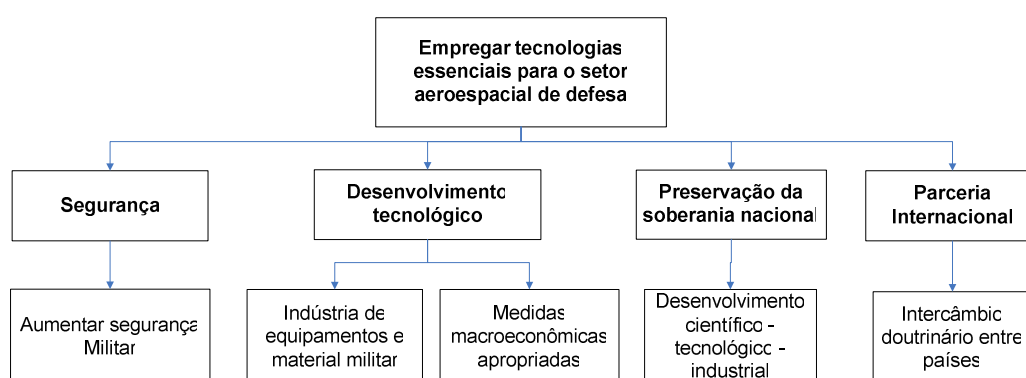 Empregar tecnologias
essenciais para o setor
aeroespacial de defesa
Segurança
Desenvolvimento
tecnológico
Preservação da
soberania nacional
Parceria
Internacional
Aumentar segurança
Militar
Indústria de
equipamentos e
material militar
Medidas
macroeconômicas
apropriadas
Desenvolvimento
científico -
tecnológico -
industrial
Intercâmbio
doutrinário entre
países